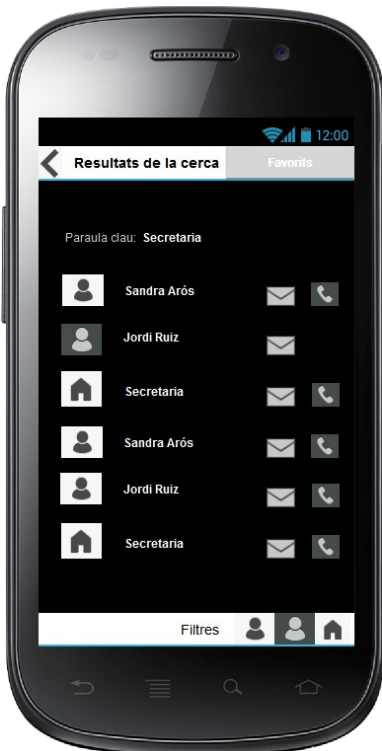 12:00
Resultats de la cerca Favorits
Paraula clau: Secretaria
Sandra Arós
Jordi Ruiz
Secretaria
Sandra Arós
Jordi Ruiz
Secretaria
Filtres